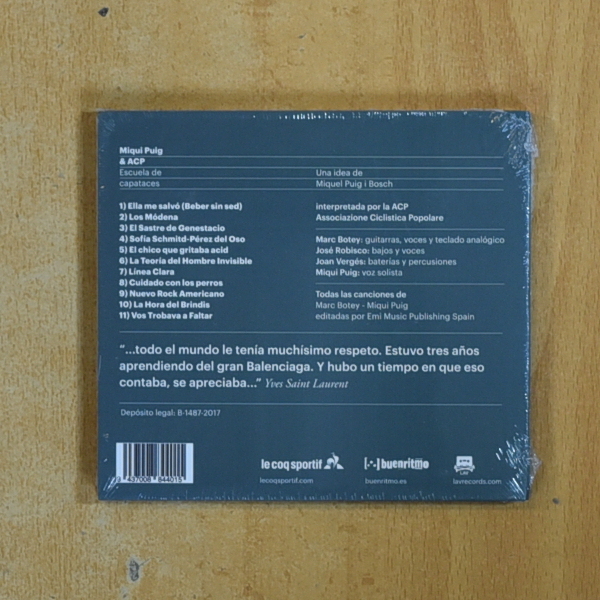 Miqui Puig
& ACP
Escuela de
capataces
Una idea de
Miquel Puig i Bosch
1) Ella me salvó (Beber sin sed)
2) Los Módena
3) El Sastre de Genestacio
4) Sofía Schmitd-Pérez del Oso
5) El chico que gritaba acid
6) La Teoría del Hombre Invisible
7) Línea Clara
8) Cuidado con los porros
9) Nuevo Rock Americano
10) La Hora del Brindis
11) Vos Trobava a Faltar
interpretada por la ACP
Associazione Ciclistica Popolare
Marc Botey: guitarras, voces y teclado analógico
José Robisco: bajos y voces
Joan Vergés: baterías y percusiones
Miqui Puig: voz solista
Todas las canciones de
Marc Botey - Miqui Puig
editadas por Emi Music Publishing Spain
“...todo el mundo le tenía muchísimo respeto. Estuvo tres años
aprendiendo del gran Balenciaga. Y hubo un tiempo en que eso
contaba, se apreciaba...” Yves Saint Laurent
Depósito legal: B-1487-2017
8 437008 844015
le coq sportif
lecoqsportif.com
[·.·] buenritmo
buenritmo.es
LAV
lavrecords.com